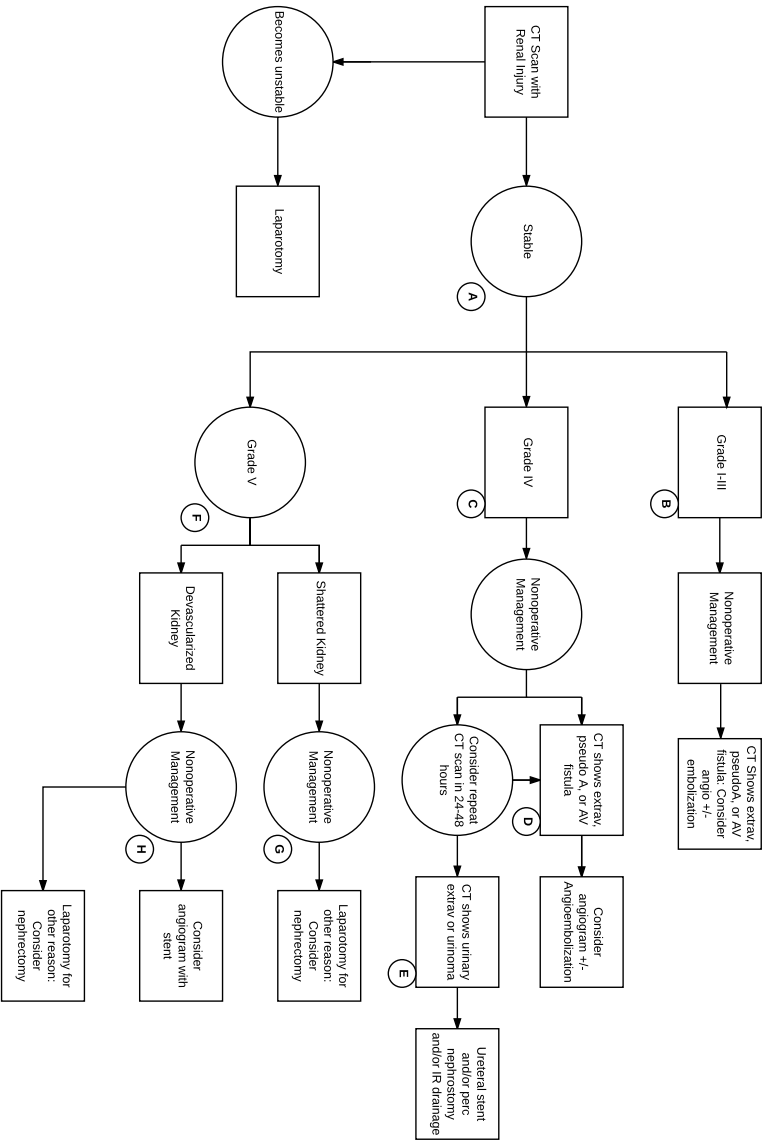 CT Scan with
Renal Injury
Becomes unstable
Laparotomy
Stable
A
Grade I-III
B
Nonoperative
Management
CT Shows extrav,
pseudoA, or AV
fistula: Consider
angio +/-
embolization
Grade IV
C
Nonoperative
Management
CT shows extrav,
pseudo A, or AV
fistula
D
Consider
angiogram +/-
Angioembolization
Consider repeat
CT scan in 24-48
hours
CT shows urinary
extrav or urinoma
E
Ureteral stent
and/or perc
nephrostomy
and/or IR drainage
Grade V
F
Shattered Kidney
Nonoperative
Management
G
Laparotomy for
other reason:
Consider
nephrectomy
Devascularized
Kidney
Nonoperative
Management
H
Consider
angiogram with
stent
Laparotomy for
other reason:
Consider
nephrectomy